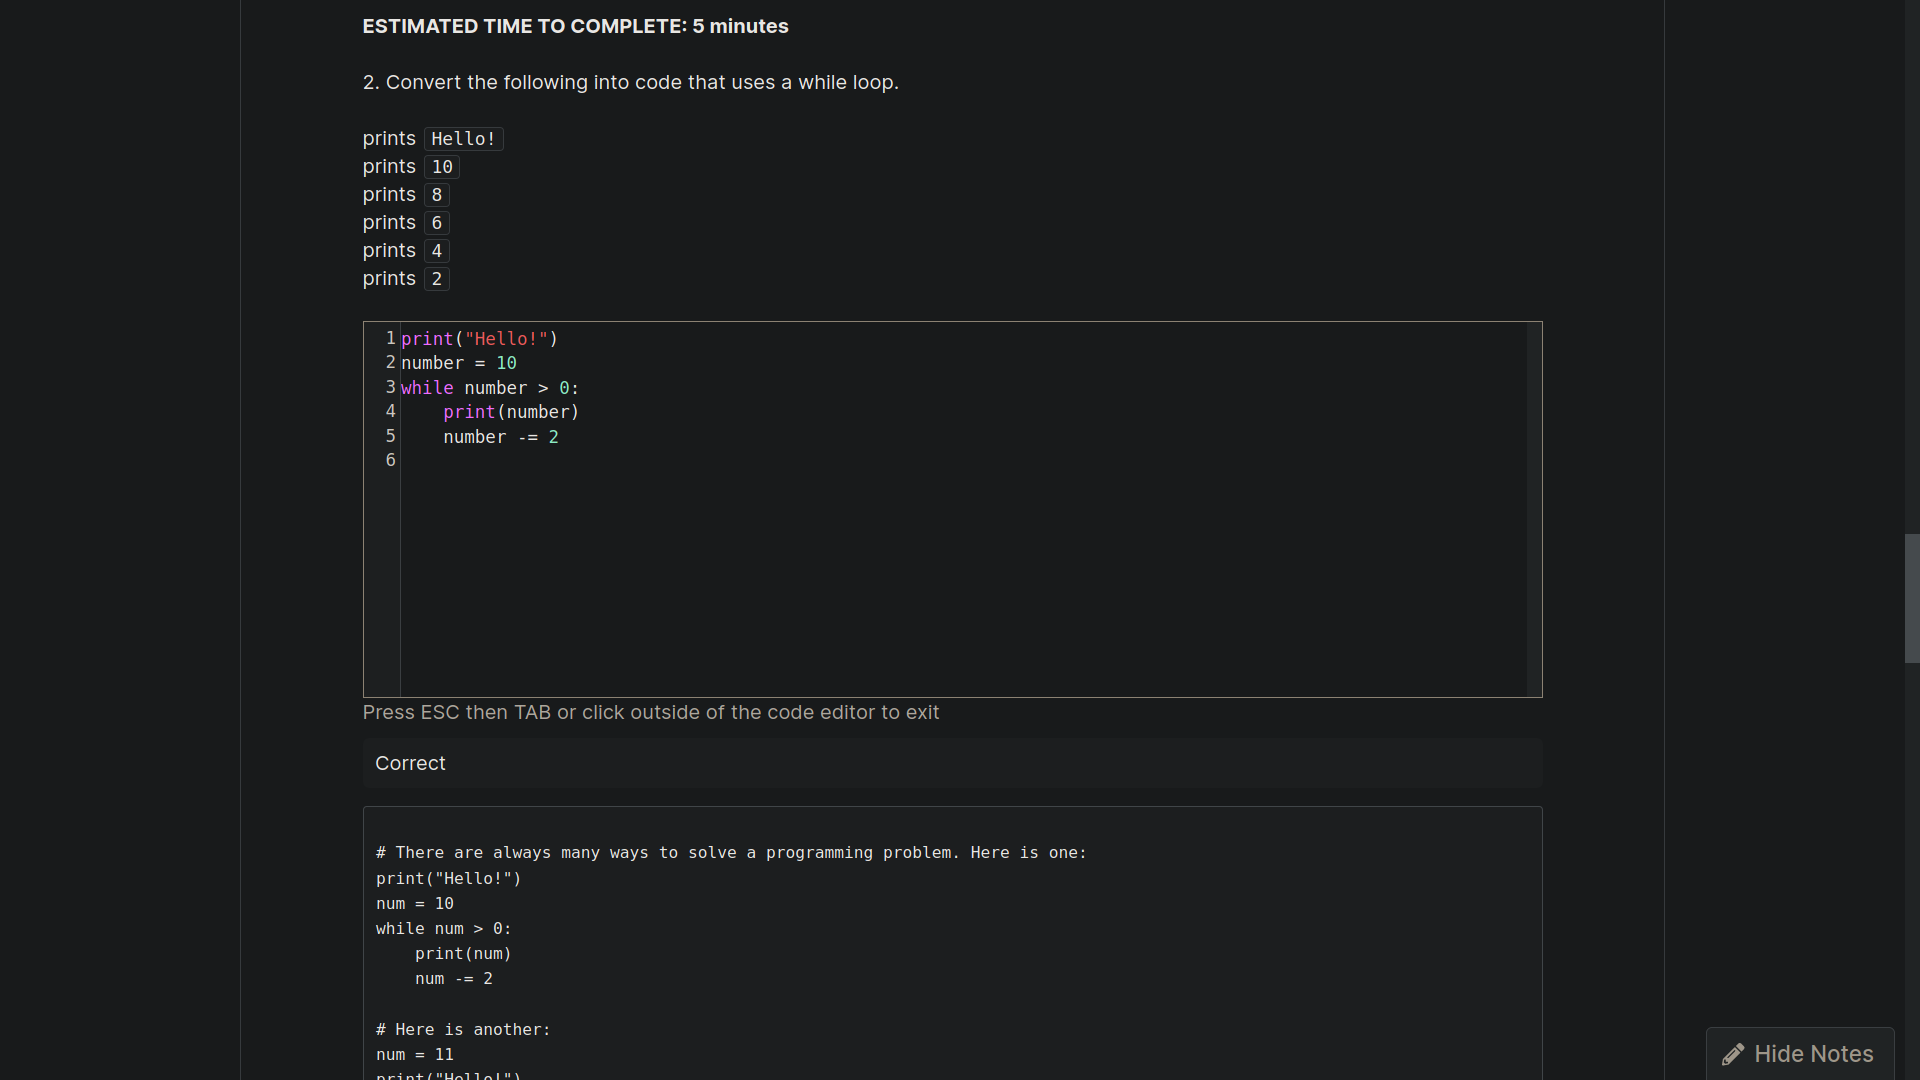 ESTIMATED TIME TO COMPLETE: 5 minutes
2. Convert the following into code that uses a while loop.
prints Hello!
prints 10
prints 8
prints 6
prints 4
prints 2
1 print("Hello!")
2 number = 10
3 while number > 0:
4     print(number)
5     number -= 2
6
Press ESC then TAB or click outside of the code editor to exit
Correct
# There are always many ways to solve a programming problem. Here is one:
print("Hello!")
num = 10
while num > 0:
    print(num)
    num -= 2
# Here is another:
num = 11
print("Hello!")
Hide Notes